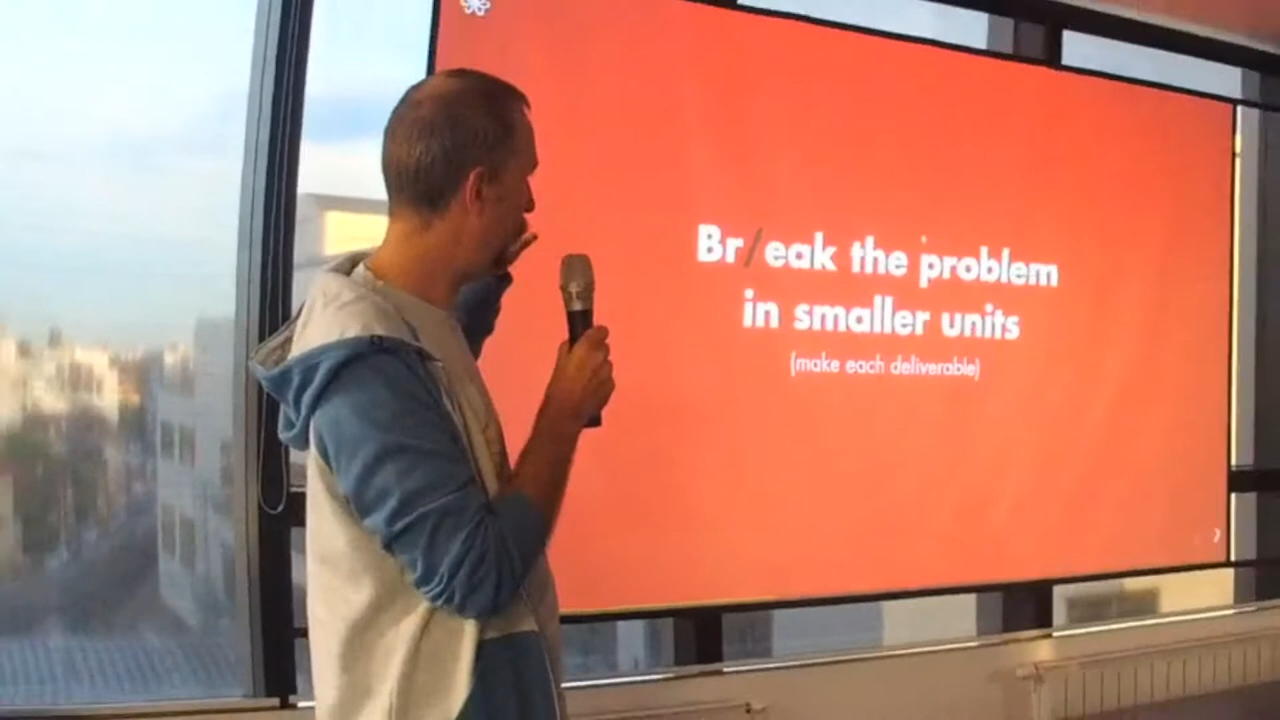 Br/eak the problem
in smaller units
(make each deliverable)